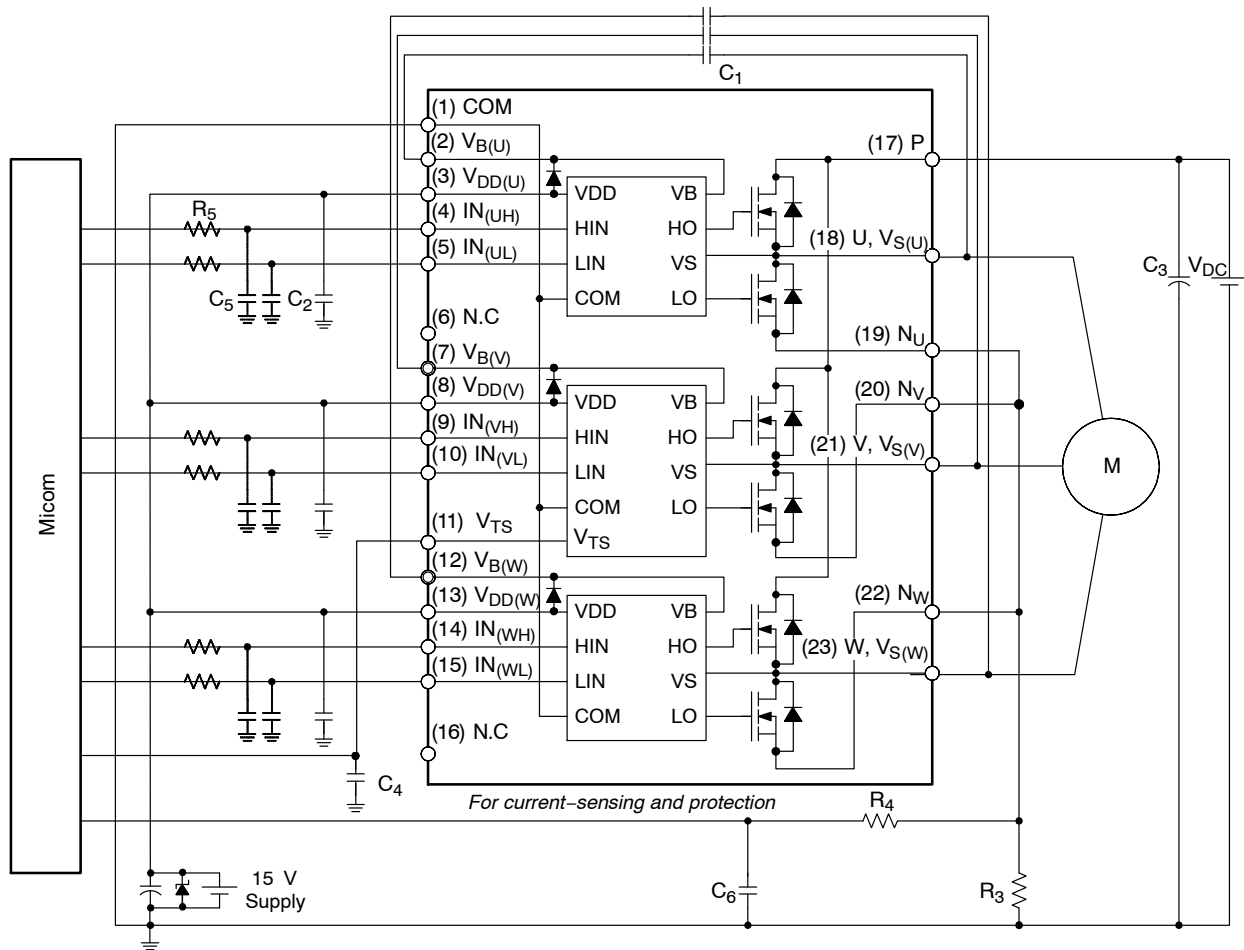 C1
(1) COM
(2) VB(U)
(17) P
(3) VDD(U)
VDD
VB
R5
(4) IN(UH)
HIN
HO
(18) U, VS(U)
(5) IN(UL)
LIN
VS
C3
VDC
C5
C2
COM
LO
(6) N.C
(19) NU
(7) VB(V)
(8) VDD(V)
VDD
VB
(20) NV
(9) IN(VH)
HIN
HO
(21) V, VS(V)
(10) IN(VL)
LIN
VS
M
Micom
COM
LO
(11) VTS
VTS
(12) VB(W)
(13) VDD(W)
VDD
VB
(22) NW
(14) IN(WH)
HIN
HO
(23) W, VS(W)
(15) IN(WL)
LIN
VS
COM
LO
(16) N.C
C4
For current−sensing and protection
R4
15 V
Supply
C6
R3